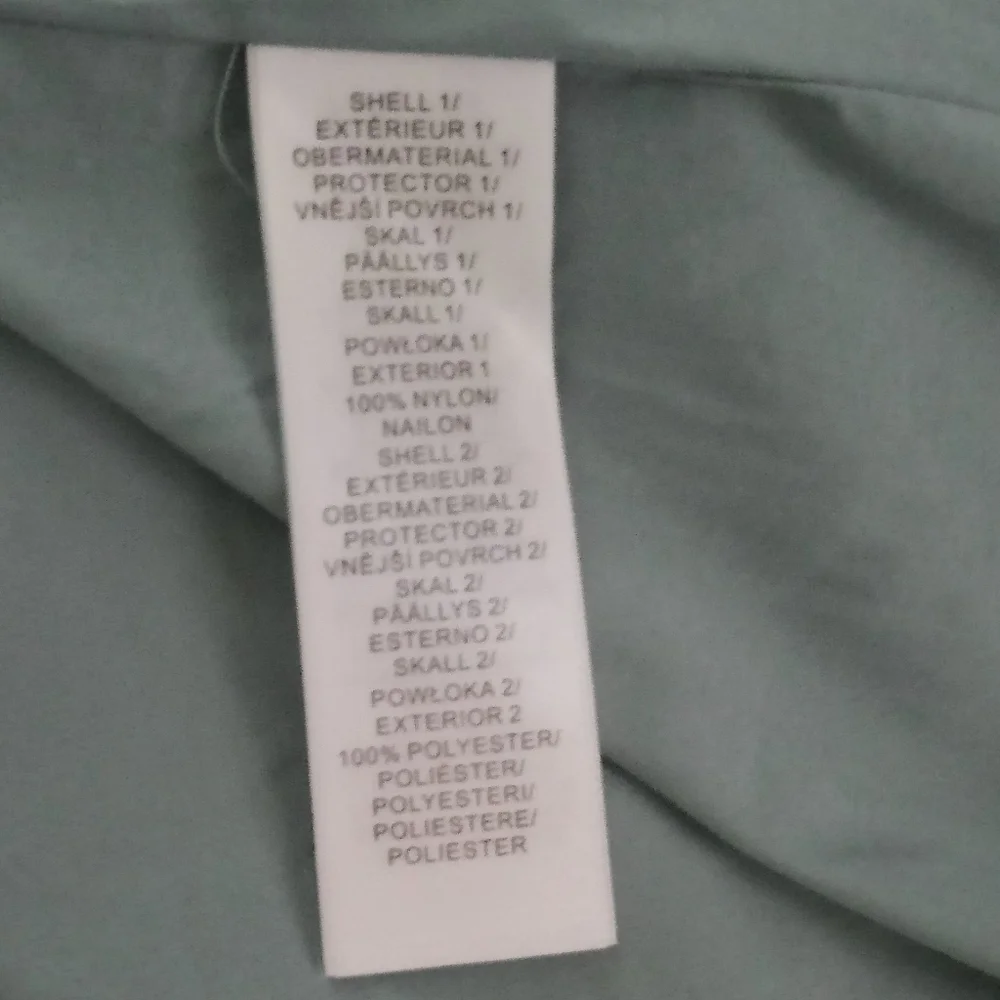 SHELL 1/
EXTÉRIEUR 1/
OBERMATERIAL 1/
PROTECTOR 1/
VNĚJŠÍ POVRCH 1/
SKAL 1/
PÄÄLLYS 1/
ESTERNO 1/
SKALL 1/
POWŁOKA 1/
EXTERIOR 1
100% NYLON/
NAILON
SHELL 2/
EXTÉRIEUR 2/
OBERMATERIAL 2/
PROTECTOR 2/
VNĚJŠÍ POVRCH 2/
SKAL 2/
PÄÄLLYS 2/
ESTERNO 2/
SKALL 2/
POWŁOKA 2/
EXTERIOR 2
100% POLYESTER/
POLIÉSTER/
POLYESTERI/
POLIESTERE/
POLIESTER